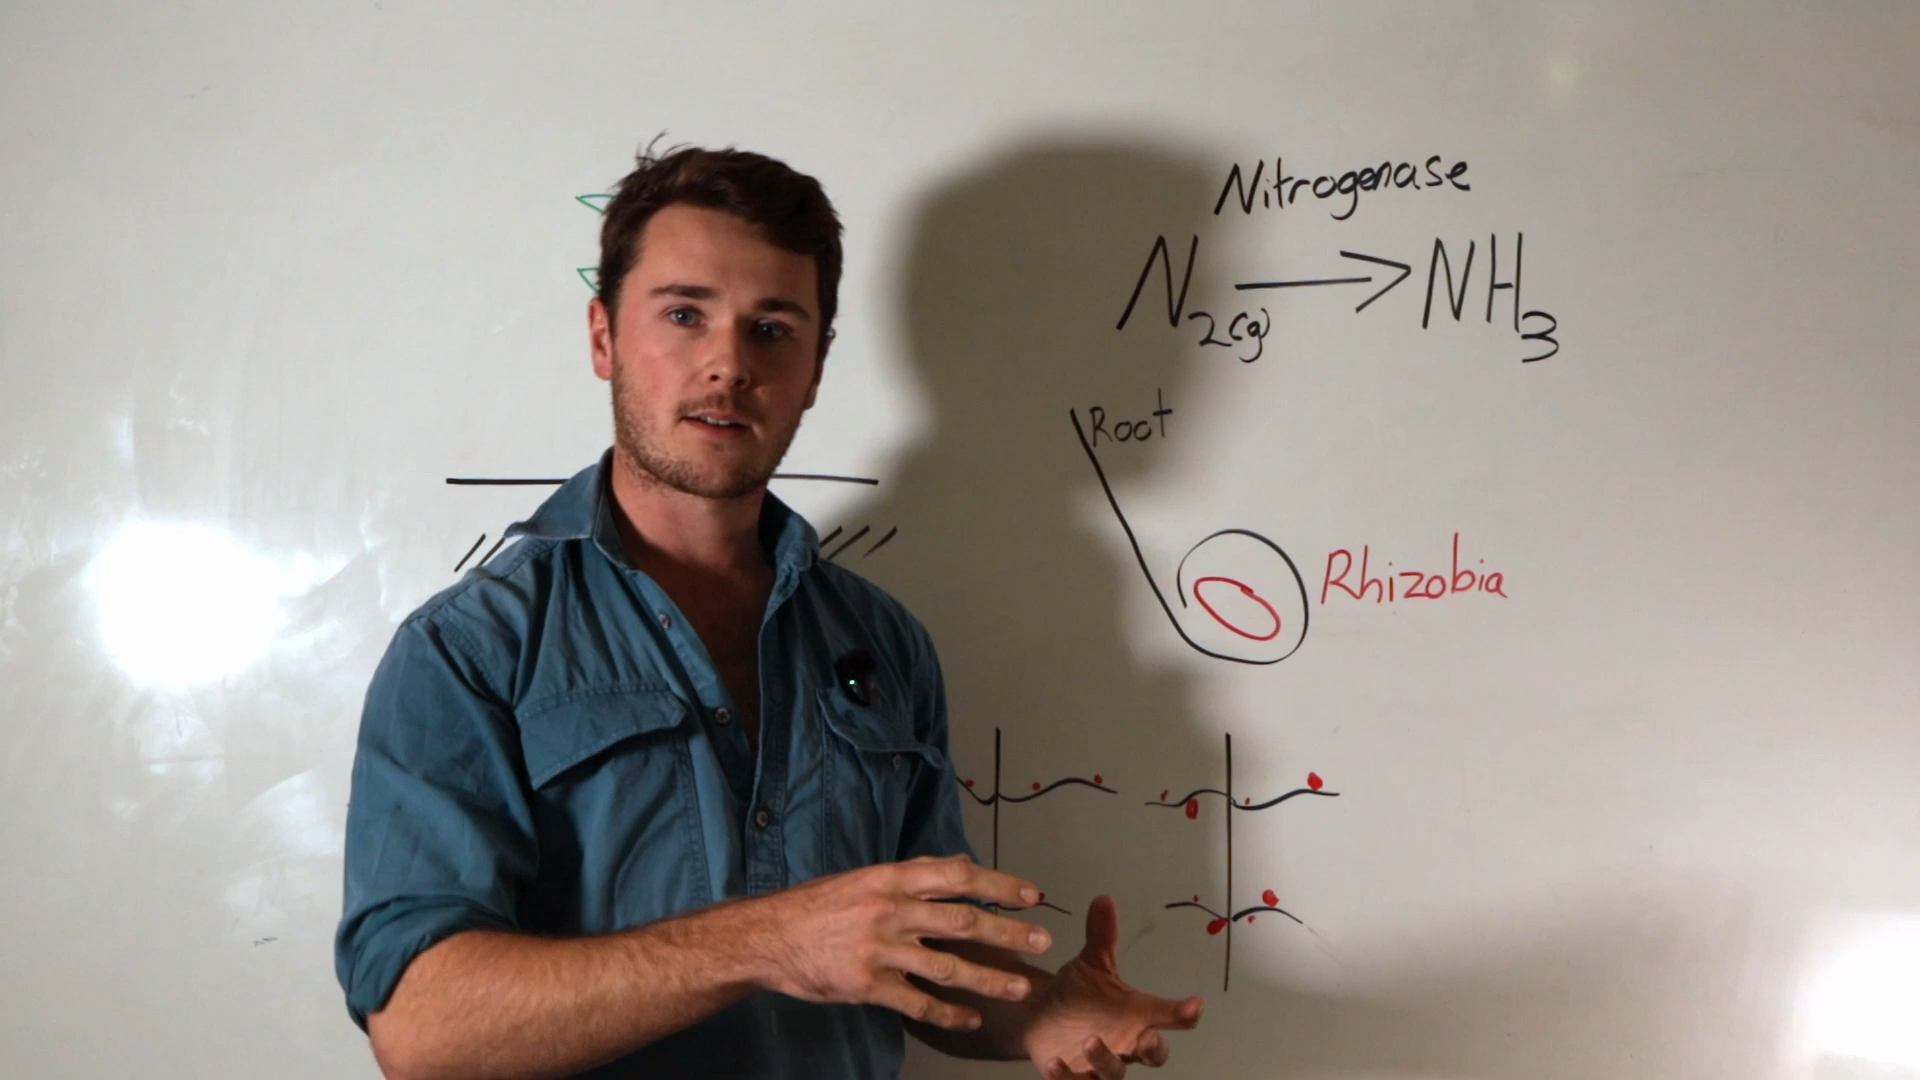 Nitrogenase
N2(g) → NH3
Root
Rhizobia